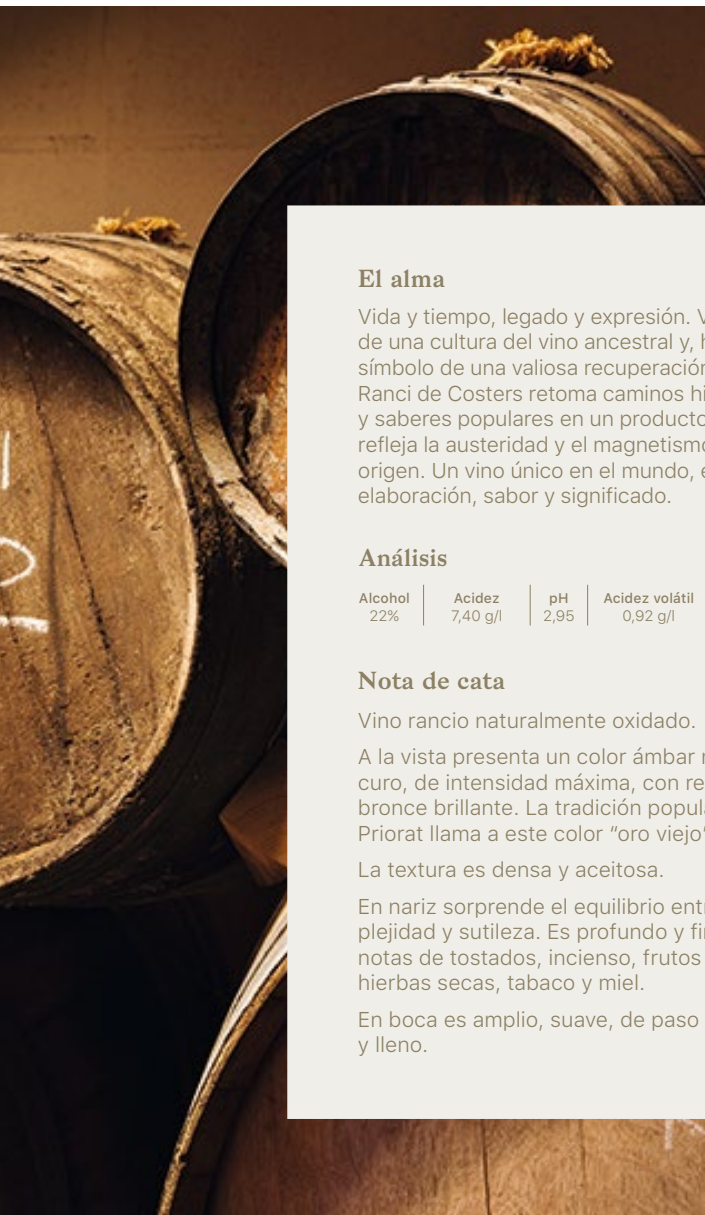 El alma
Vida y tiempo, legado y expresión.
de una cultura del vino ancestral y,
símbolo de una valiosa recuperación
Ranci de Costers retoma caminos
y saberes populares en un producto
refleja la austeridad y el magnetismo
origen. Un vino único en el mundo,
elaboración, sabor y significado.
Análisis
Alcohol Acidez pH Acidez volátil
22% 7,40 g/l 2,95 0,92 g/l
Nota de cata
Vino rancio naturalmente oxidado.
A la vista presenta un color ámbar
curo, de intensidad máxima, con
bronce brillante. La tradición
Priorat llama a este color “oro viejo”
La textura es densa y aceitosa.
En nariz sorprende el equilibrio
plejidad y sutileza. Es profundo y
notas de tostados, incienso, frutos
hierbas secas, tabaco y miel.
En boca es amplio, suave, de paso
y lleno.